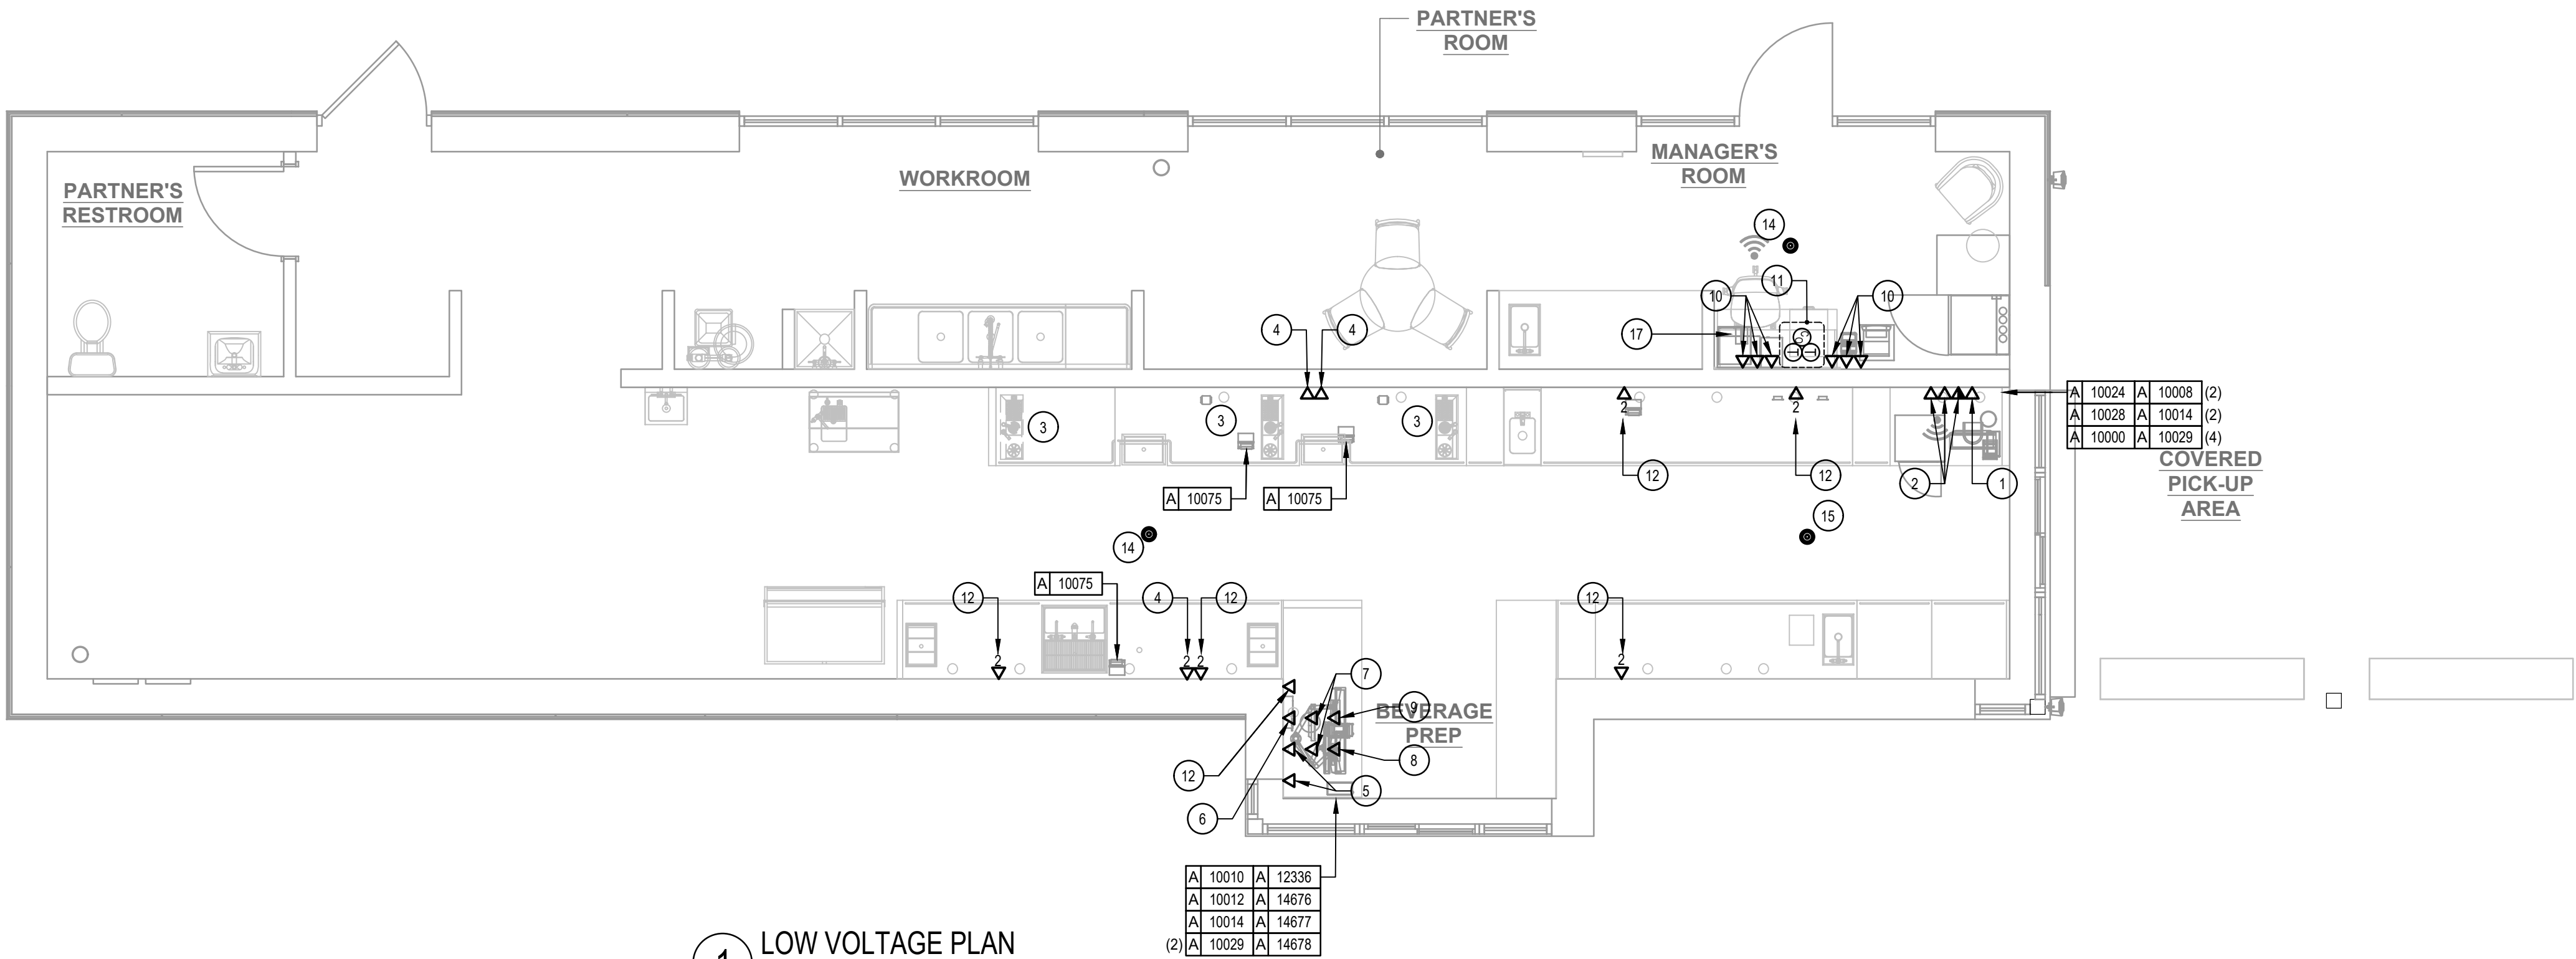 PARTNER'S
ROOM
MANAGER'S
ROOM
WORKROOM
PARTNER'S
RESTROOM
14
11
10
10
4
4
17
A 10024 A 10008 (2)
A 10028 A 10014 (2)
A 10000 A 10029 (4)
2
2
3
3
3
COVERED
PICK-UP
AREA
12
12
2
1
A 10075
A 10075
15
14
A 10075
12
4
12
12
2
2
2
2
7
9
BEVERAGE
PREP
8
12
5
6
A 10010 A 12336
A 10012 A 14676
A 10014 A 14677
(2) A 10029 A 14678
1
LOW VOLTAGE PLAN